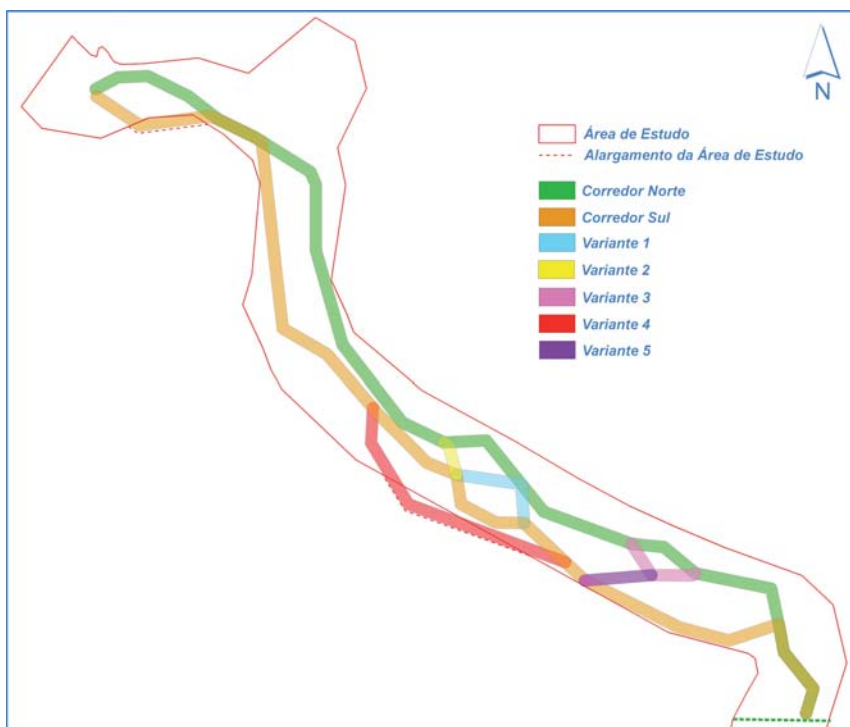 N
Área de Estudo
Alargamento da Área de Estudo
Corredor Norte
Corredor Sul
Variante 1
Variante 2
Variante 3
Variante 4
Variante 5